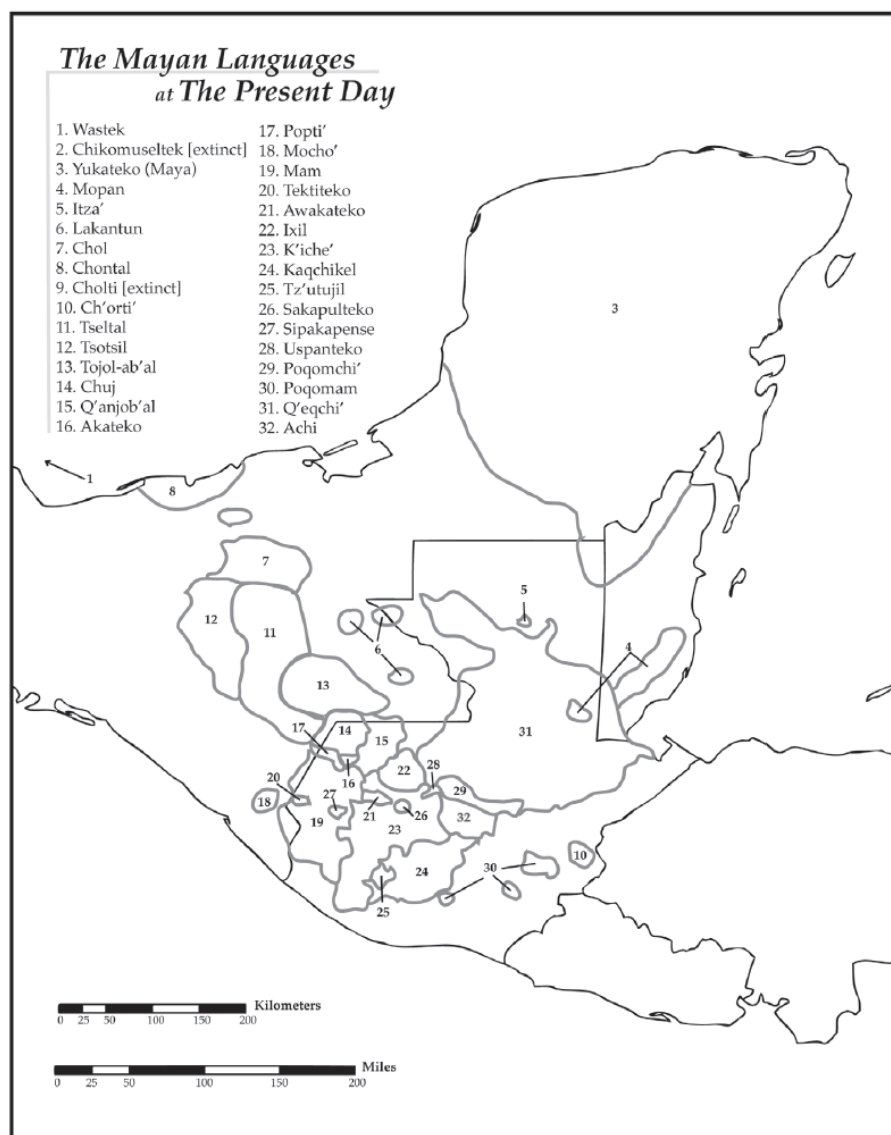 The Mayan Languages
at The Present Day
1. Wastek
2. Chikomuseltek [extinct]
3. Yukateko (Maya)
4. Mopan
5. Itza’
6. Lakantun
7. Chol
8. Chontal
9. Cholti [extinct]
10. Ch’orti’
11. Tseltal
12. Tsotsil
13. Tojol-ab’al
14. Chuj
15. Q’anjob’al
16. Akateko
17. Popti’
18. Mocho’
19. Mam
20. Tektiteko
21. Awakateko
22. Ixil
23. K’iche’
24. Kaqchikel
25. Tz’utujil
26. Sakapulteko
27. Sipakapense
28. Uspanteko
29. Poqomchi’
30. Poqomam
31. Q’eqchi’
32. Achi
3
1
8
7
5
12
11
6
4
13
14
17
15
31
16
22
28
20
29
18
27
21
26
32
19
23
10
24
30
25
Kilometers
0 25 50 100 150 200
Miles
0 25 50 100 150 200